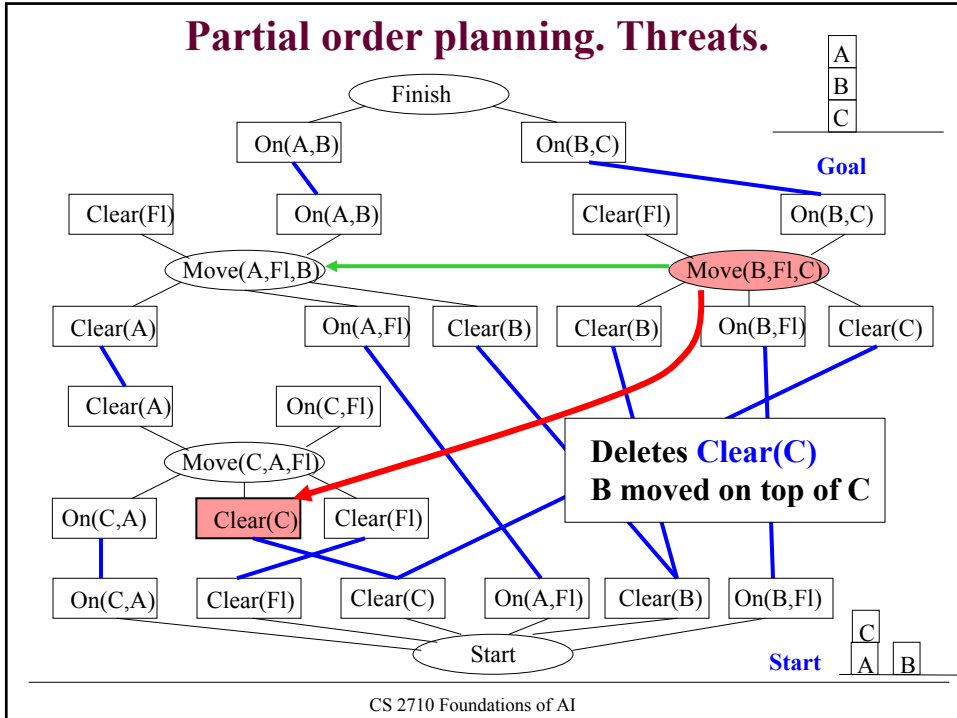 Partial order planning. Threats.
A
B
C
Finish
On(A,B)
On(B,C)
Goal
Clear(Fl)
On(A,B)
Clear(Fl)
On(B,C)
Move(A,Fl,B)
Move(B,Fl,C)
Clear(A)
On(A,Fl)
Clear(B)
Clear(B)
On(B,Fl)
Clear(C)
Clear(A)
On(C,Fl)
Move(C,A,Fl)
Deletes Clear(C)
B moved on top of C
On(C,A)
Clear(C)
Clear(Fl)
On(C,A)
Clear(Fl)
Clear(C)
On(A,Fl)
Clear(B)
On(B,Fl)
Start
C
Start
A B
CS 2710 Foundations of AI